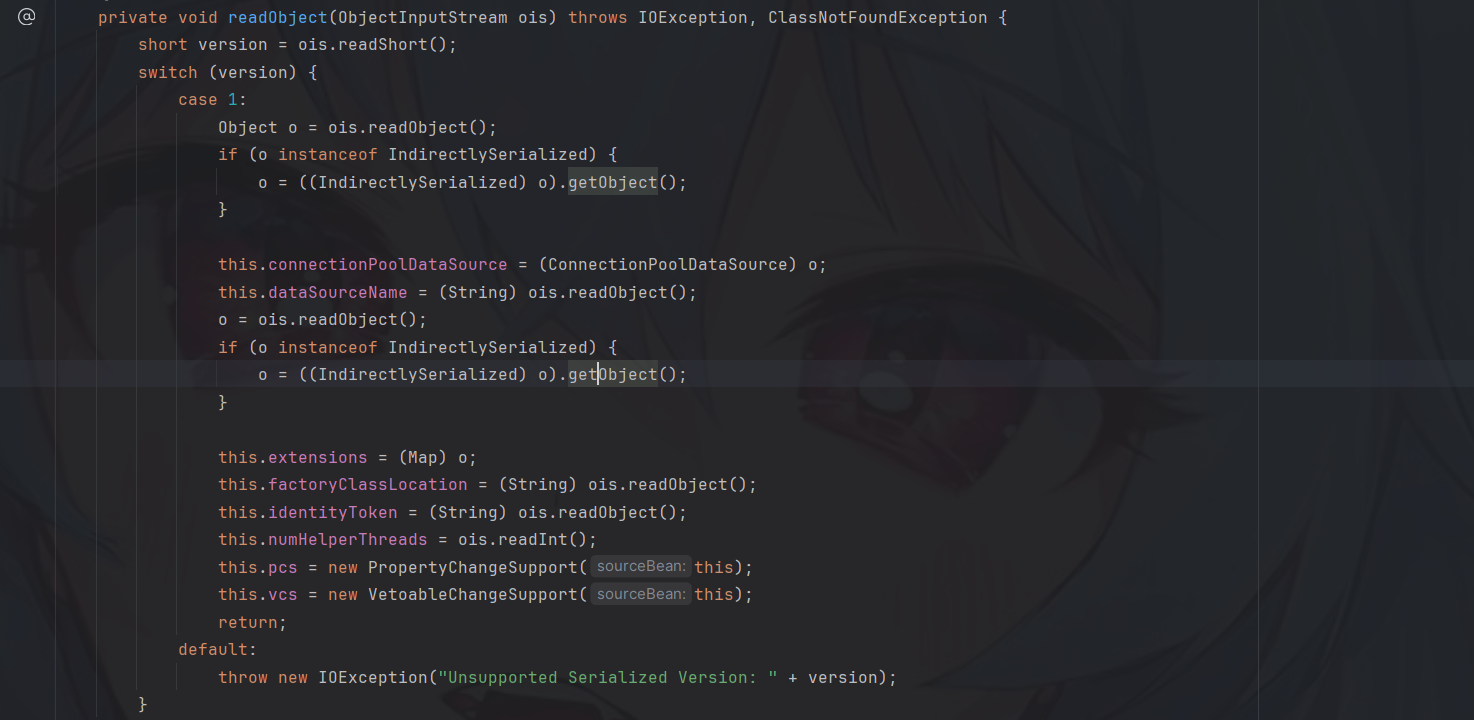 private void readObject(ObjectInputStream ois) throws IOException, ClassNotFoundException {
short version = ois.readShort();
switch (version) {
case 1:
Object o = ois.readObject();
if (o instanceof IndirectlySerialized) {
o = ((IndirectlySerialized) o).getObject();
}
this.connectionPoolDataSource = (ConnectionPoolDataSource) o;
this.dataSourceName = (String) ois.readObject();
o = ois.readObject();
if (o instanceof IndirectlySerialized) {
o = ((IndirectlySerialized) o).getObject();
}
this.extensions = (Map) o;
this.factoryClassLocation = (String) ois.readObject();
this.identityToken = (String) ois.readObject();
this.numHelperThreads = ois.readInt();
this.pcs = new PropertyChangeSupport( sourceBean: this);
this.vcs = new VetoableChangeSupport( sourceBean: this);
return;
default:
throw new IOException("Unsupported Serialized Version: " + version);
}